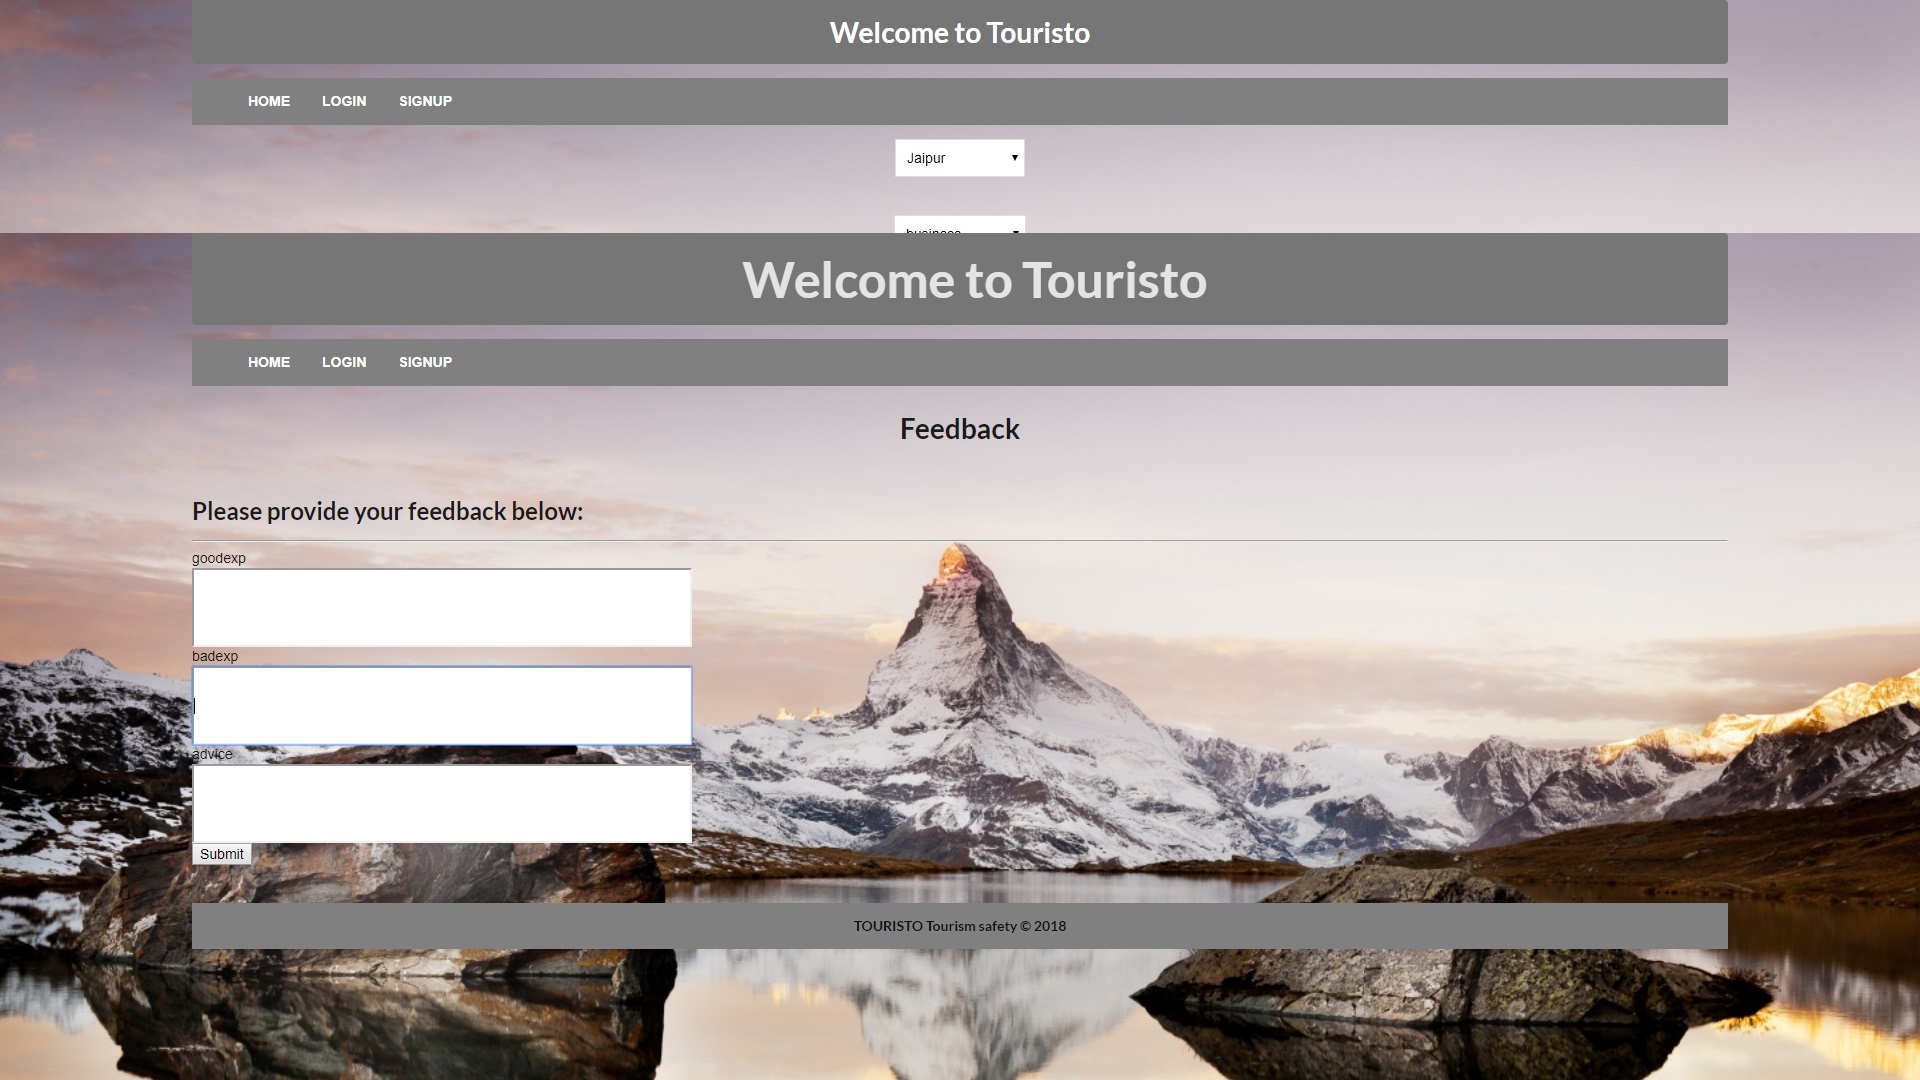 Welcome to Touristo
HOME LOGIN SIGNUP
Jaipur
business
Welcome to Touristo
HOME LOGIN SIGNUP
Feedback
Please provide your feedback below:
goodexp
badexp
advice
Submit
TOURISTO Tourism safety © 2018